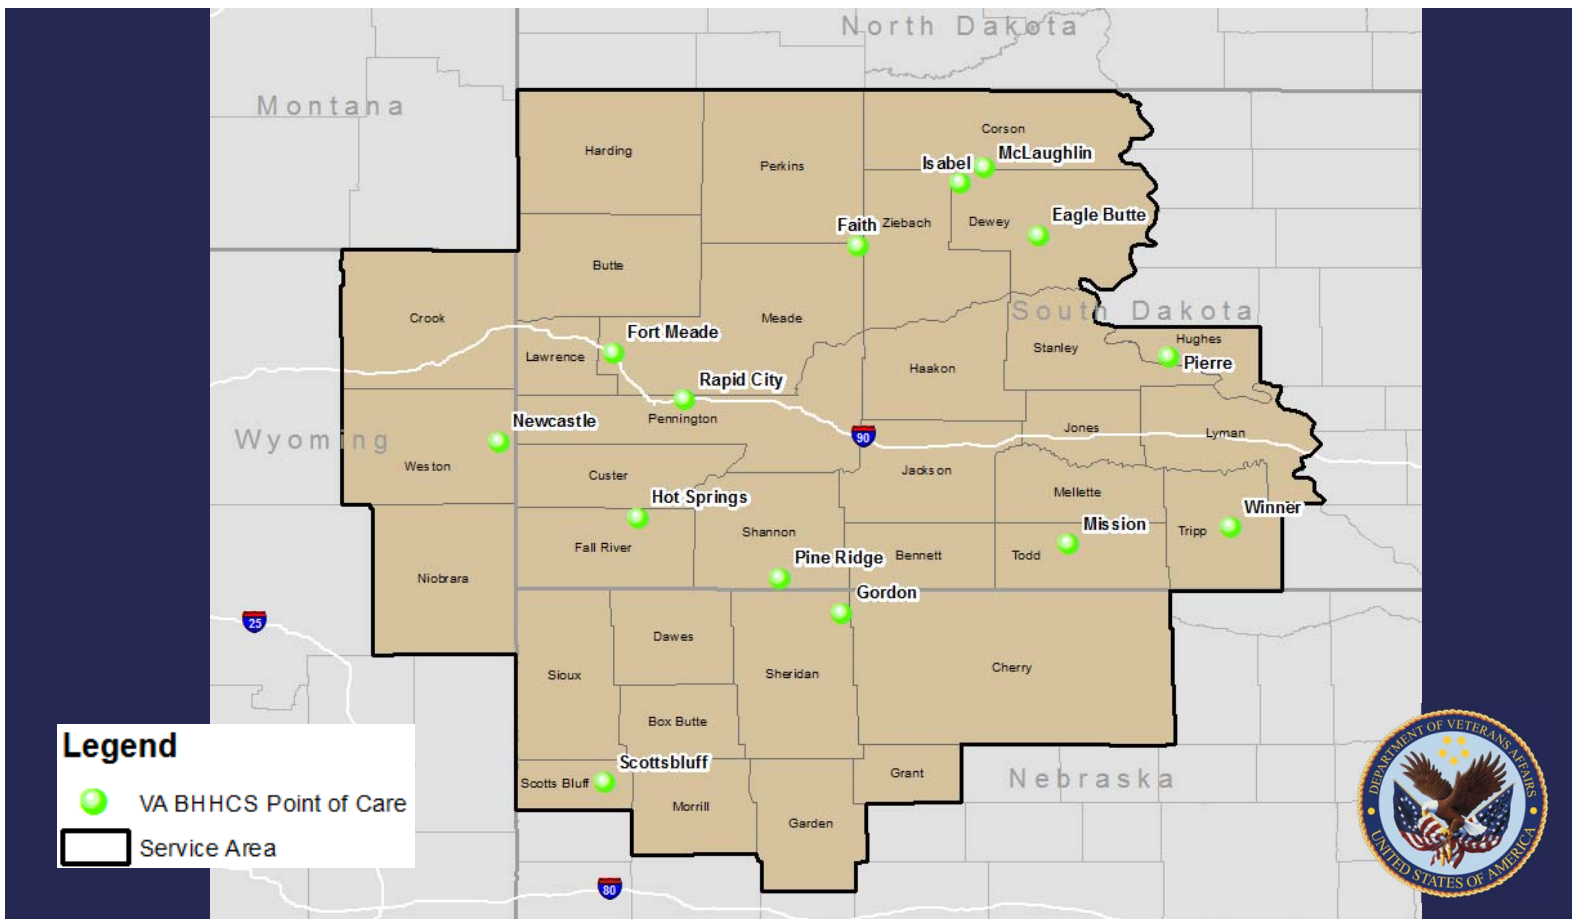 North Dakota
Montana
Corson
McLaughlin
Harding
Isabel
Perkins
Eagle Butte
Faith
Ziebach
Dewey
Butte
South Dakota
Crook
Meade
Fort Meade
Hughes
Stanley
Lawrence
Pierre
Haakon
Rapid City
Pennington
Newcastle
Jones
Lyman
90
Wyoming
Weston
Jackson
Custer
Mellette
Hot Springs
Winner
Mission
Shannon
Tripp
Fall River
Pine Ridge
Bennett
Todd
Niobrara
Gordon
25
Dawes
Cherry
Sioux
Sheridan
Box Butte
Scottsbluff
Grant
Nebraska
Scotts Bluff
Morrill
Garden
80
Legend
VA BHHCS Point of Care
Service Area
DEPARTMENT OF VETERANS AFFAIRS
UNITED STATES OF AMERICA